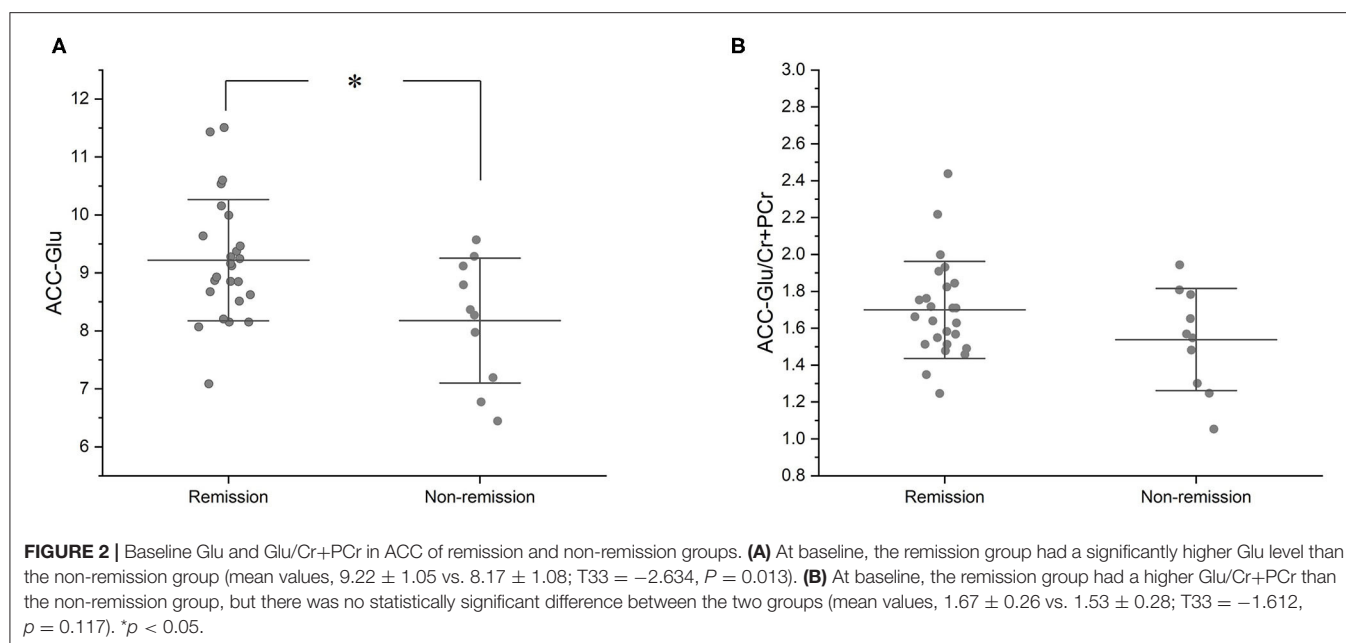 A
*
ACC-Glu
12
11
10
9
8
7
6
Remission
Non-remission
B
ACC-Glu/Cr+PCr
3.0
2.8
2.6
2.4
2.2
2.0
1.8
1.6
1.4
1.2
1.0
0.8
Remission
Non-remission
FIGURE 2 | Baseline Glu and Glu/Cr+PCr in ACC of remission and non-remission groups. (A) At baseline, the remission group had a significantly higher Glu level than
the non-remission group (mean values, 9.22 ± 1.05 vs. 8.17 ± 1.08; T33 = −2.634, P = 0.013). (B) At baseline, the remission group had a higher Glu/Cr+PCr than
the non-remission group, but there was no statistically significant difference between the two groups (mean values, 1.67 ± 0.26 vs. 1.53 ± 0.28; T33 = −1.612,
p = 0.117). *p < 0.05.